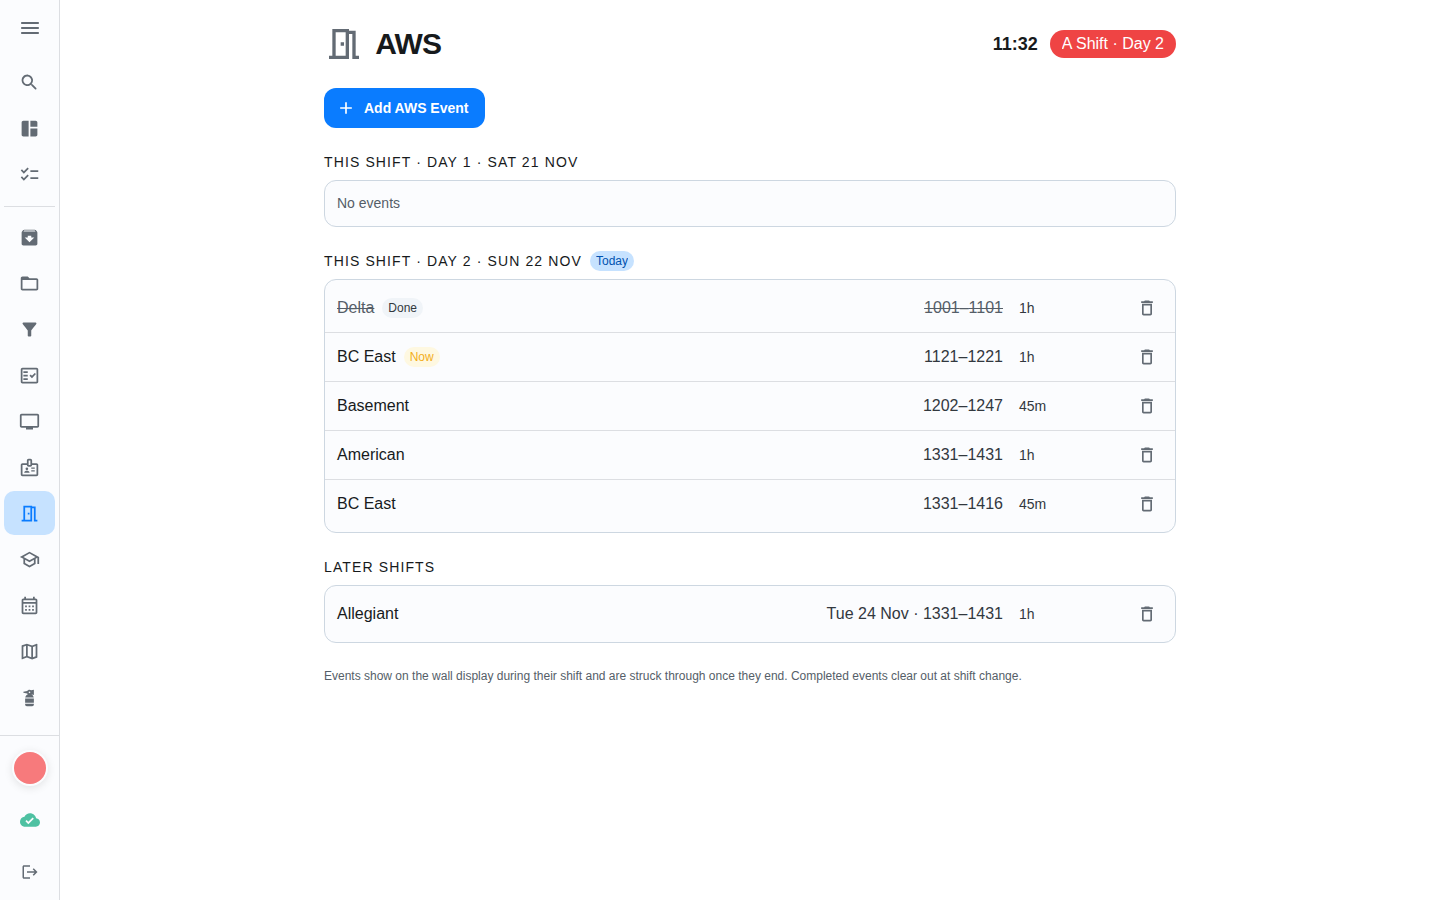 AWS
11:32
A Shift · Day 2
Add AWS Event
THIS SHIFT · DAY 1 · SAT 21 NOV
No events
THIS SHIFT · DAY 2 · SUN 22 NOV Today
Delta Done 1001–1101 1h
BC East Now 1121–1221 1h
Basement 1202–1247 45m
American 1331–1431 1h
BC East 1331–1416 45m
LATER SHIFTS
Allegiant Tue 24 Nov · 1331–1431 1h
Events show on the wall display during their shift and are struck through once they end. Completed events clear out at shift change.